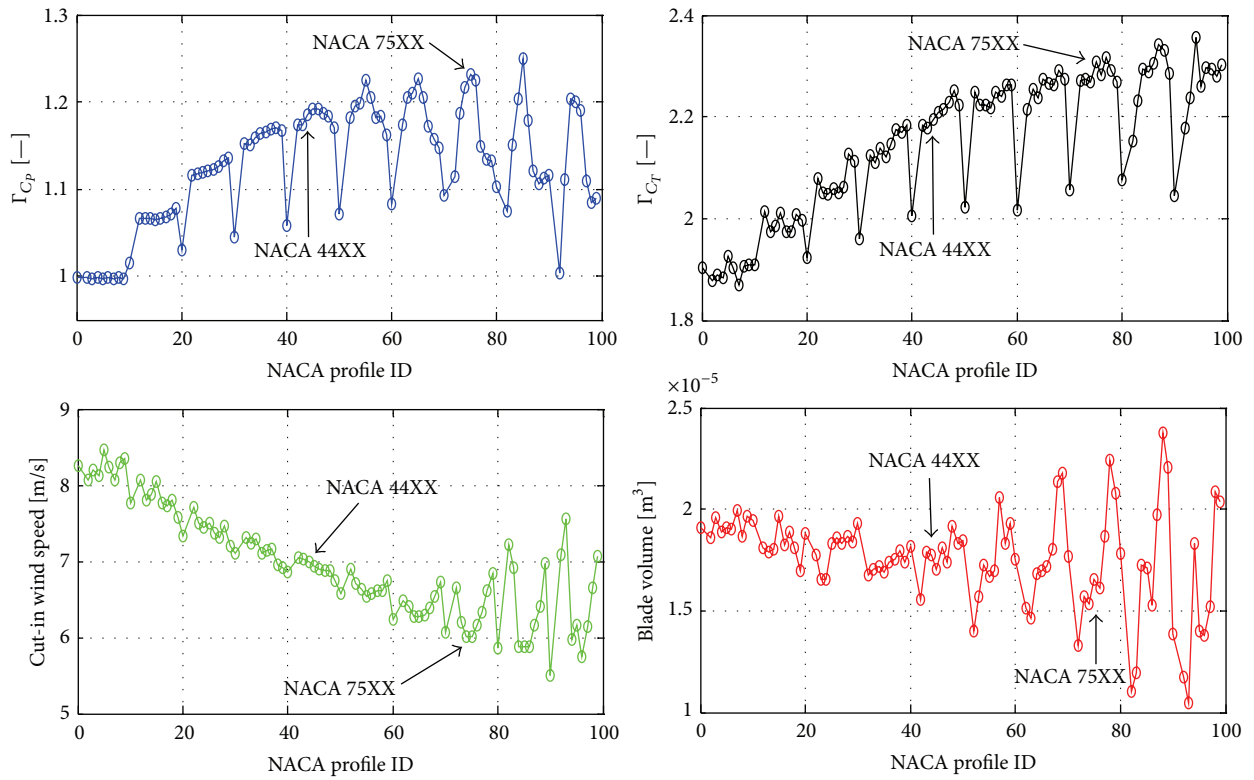 1.3
1.2
1.1
1
Γ_{C_P} [—]
NACA 75XX
NACA 44XX
0 20 40 60 80 100
NACA profile ID
2.4
2.2
2
1.8
Γ_{C_T} [—]
NACA 75XX
NACA 44XX
0 20 40 60 80 100
NACA profile ID
9
8
7
6
5
Cut-in wind speed [m/s]
NACA 44XX
NACA 75XX
0 20 40 60 80 100
NACA profile ID
×10⁻⁵
2.5
2
1.5
1
Blade volume [m³]
NACA 44XX
NACA 75XX
0 20 40 60 80 100
NACA profile ID